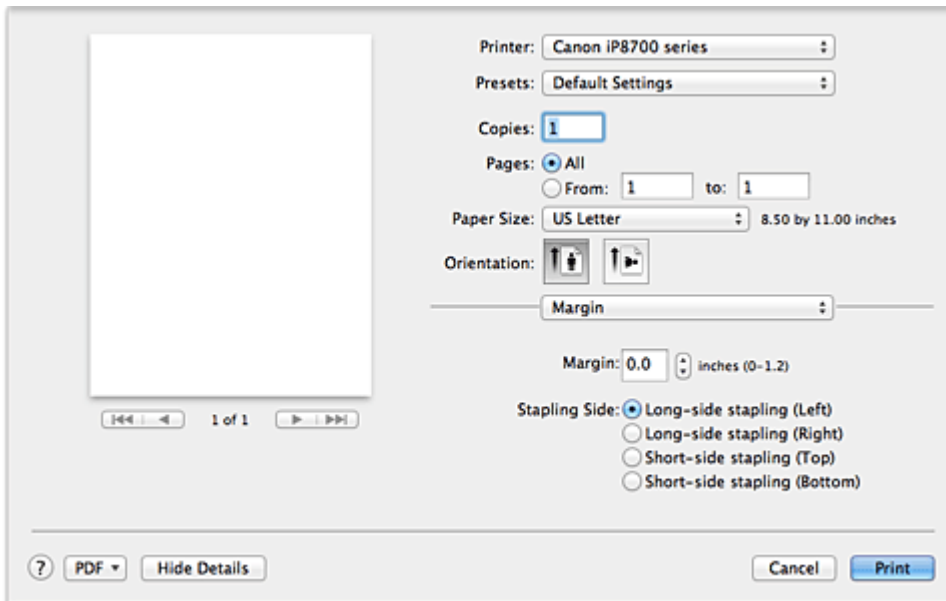 Printer: Canon iP8700 series
Presets: Default Settings
Copies: 1
Pages: All
From: 1 to: 1
Paper Size: US Letter 8.50 by 11.00 inches
Orientation:
Margin
Margin: 0.0 inches (0-1.2)
1 of 1
Stapling Side: Long-side stapling (Left)
Long-side stapling (Right)
Short-side stapling (Top)
Short-side stapling (Bottom)
? PDF Hide Details Cancel Print